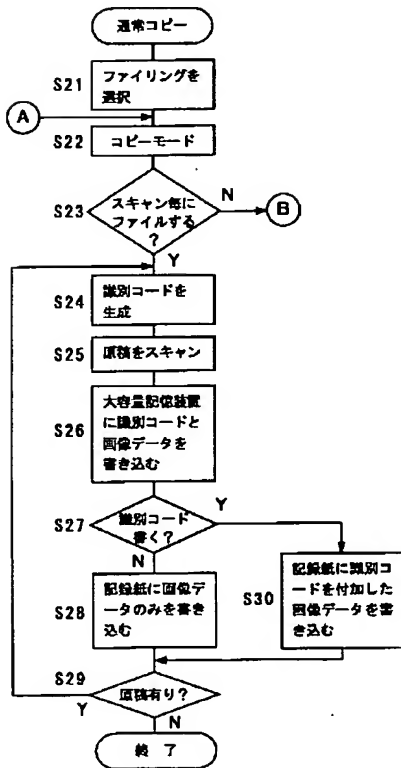 通常コピー
S21
ファイリングを
選択
A
S22
コピーモード
S23
スキャン毎に
ファイルする
?
N
B
Y
S24
識別コードを
生成
S25
原稿をスキャン
S26
大容量記憶装置
に識別コードと
画像データを
書き込む
S27
識別コード
書く?
Y
N
S28
記録紙に画像デ
ータのみを書き
込む
S30
記録紙に識別コ
ードを付加した
画像データを書
き込む
S29
原稿有り?
Y
N
終了